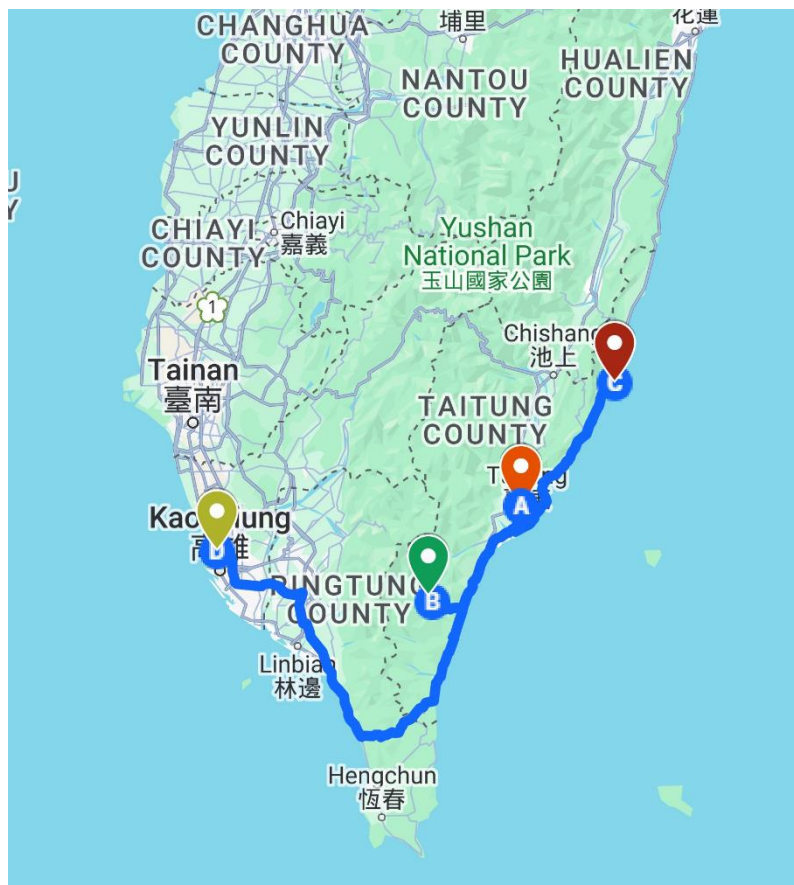 CHANGHUA
COUNTY
埔里
花蓮
HUALIEN
COUNTY
NANTOU
COUNTY
YUNLIN
COUNTY
U
Y
CHIAYI
COUNTY
Chiayi
嘉義
Yushan
National Park
玉山國家公園
1
Chishang
池上
Tainan
臺南
C
TAITUNG
COUNTY
A
D
B
PINGTUNG
COUNTY
Linbian
林邊
Hengchun
恆春